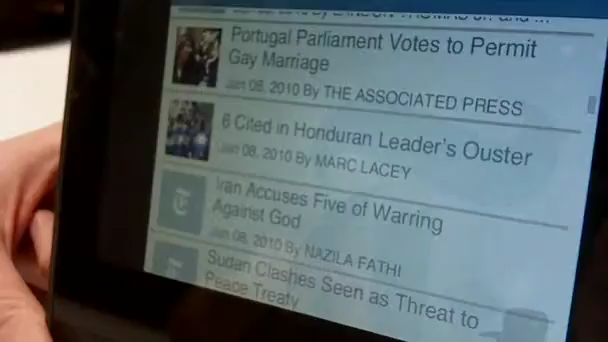 Portugal Parliament Votes to Permit
Gay Marriage
Jan 08, 2010 By THE ASSOCIATED PRESS
6 Cited in Honduran Leader's Ouster
Jan 08, 2010 By MARC LACEY
Iran Accuses Five of Warring
Against God
Jan 08, 2010 By NAZILA FATHI
Sudan Clashes Seen as Threat to
Peace Treaty